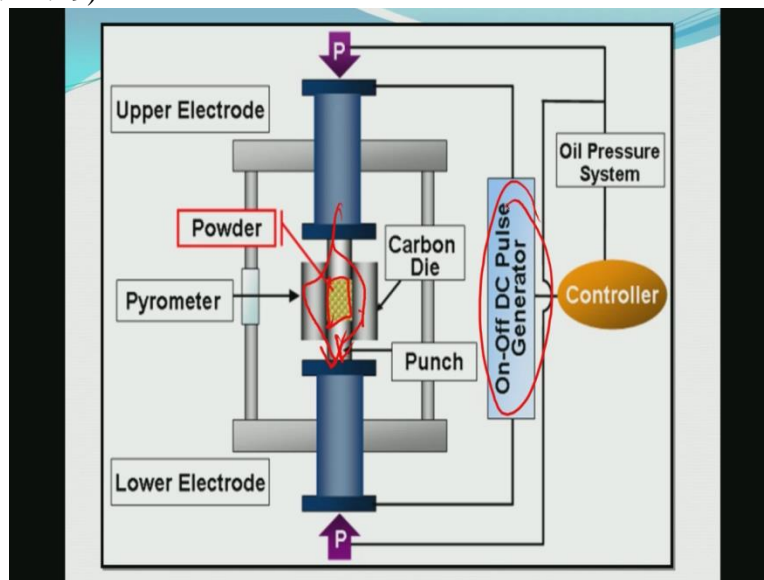 P
Upper Electrode
Oil Pressure
System
Powder
Carbon
Die
Pyrometer
On-Off DC Pulse
Generator
Controller
Punch
Lower Electrode
P